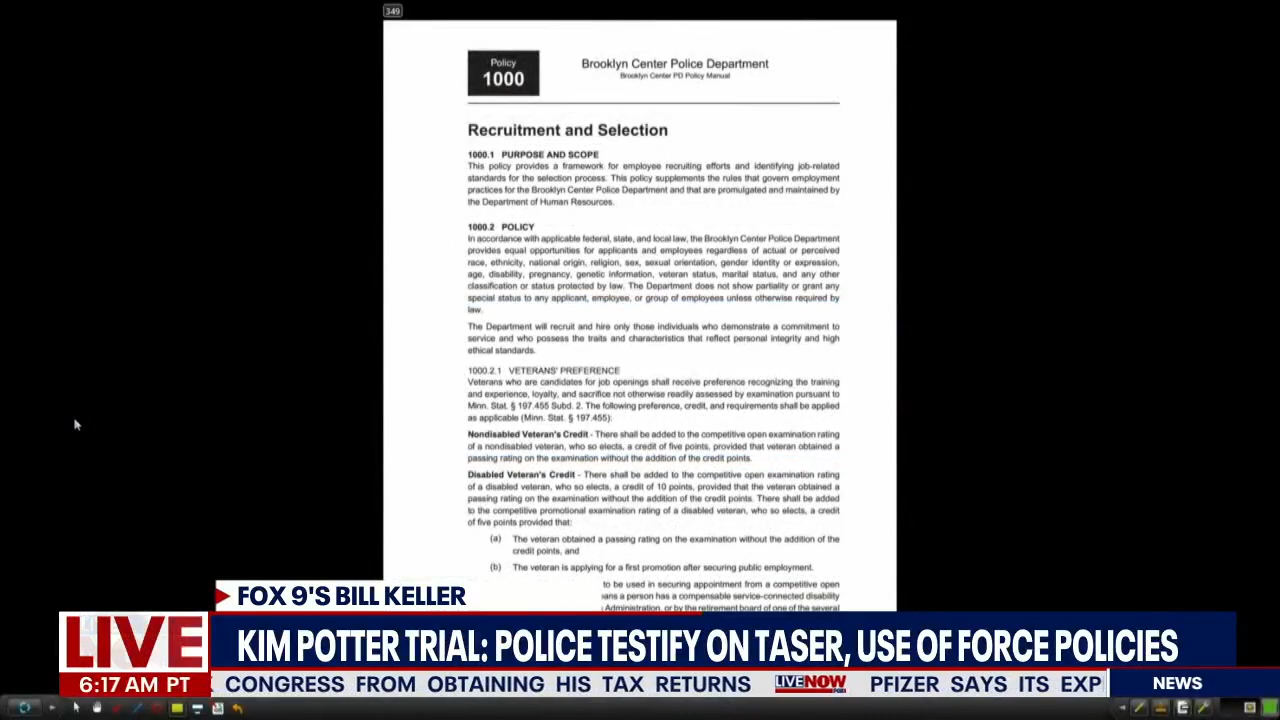 349
Policy
1000
Brooklyn Center Police Department
Brooklyn Center PD Policy Manual
Recruitment and Selection
1000.1 PURPOSE AND SCOPE
This policy provides a framework for employee recruiting efforts and identifying job-related
standards for the selection process. This policy supplements the rules that govern employment
practices for the Brooklyn Center Police Department and that are promulgated and maintained by
the Department of Human Resources.
1000.2 POLICY
In accordance with applicable federal, state, and local law, the Brooklyn Center Police Department
provides equal opportunities for applicants and employees regardless of actual or perceived
race, ethnicity, national origin, religion, sex, sexual orientation, gender identity or expression,
age, disability, pregnancy, genetic information, veteran status, marital status, and any other
classification or status protected by law. The Department does not show partiality or grant any
special status to any applicant, employee, or group of employees unless otherwise required by
law.
The Department will recruit and hire only those individuals who demonstrate a commitment to
service and who possess the traits and characteristics that reflect personal integrity and high
ethical standards.
1000.2.1 VETERANS' PREFERENCE
Veterans who are candidates for job openings shall receive preference recognizing the training
and experience, loyalty, and sacrifice not otherwise readily assessed by examination pursuant to
Minn. Stat. § 197.455 Subd. 2. The following preference, credit, and requirements shall be applied
as applicable (Minn. Stat. § 197.455):
Nondisabled Veteran's Credit - There shall be added to the competitive open examination rating
of a nondisabled veteran, who so elects, a credit of five points, provided that veteran obtained a
passing rating on the examination without the addition of the credit points.
Disabled Veteran's Credit - There shall be added to the competitive open examination rating
of a disabled veteran, who so elects, a credit of 10 points, provided that the veteran obtained a
passing rating on the examination without the addition of the credit points. There shall be added
to the competitive promotional examination rating of a disabled veteran, who so elects, a credit
of five points provided that:
(a) The veteran obtained a passing rating on the examination without the addition of the
credit points, and
(b) The veteran is applying for a first promotion after securing public employment.
to be used in securing appointment from a competitive open
ans a person has a compensable service-connected disability
Administration, or by the retirement board of one of the several
FOX 9'S BILL KELLER
LIVE
KIM POTTER TRIAL: POLICE TESTIFY ON TASER, USE OF FORCE POLICIES
6:17 AM PT
CONGRESS FROM OBTAINING HIS TAX RETURNS LIVENOW FOX PFIZER SAYS ITS EXP
NEWS